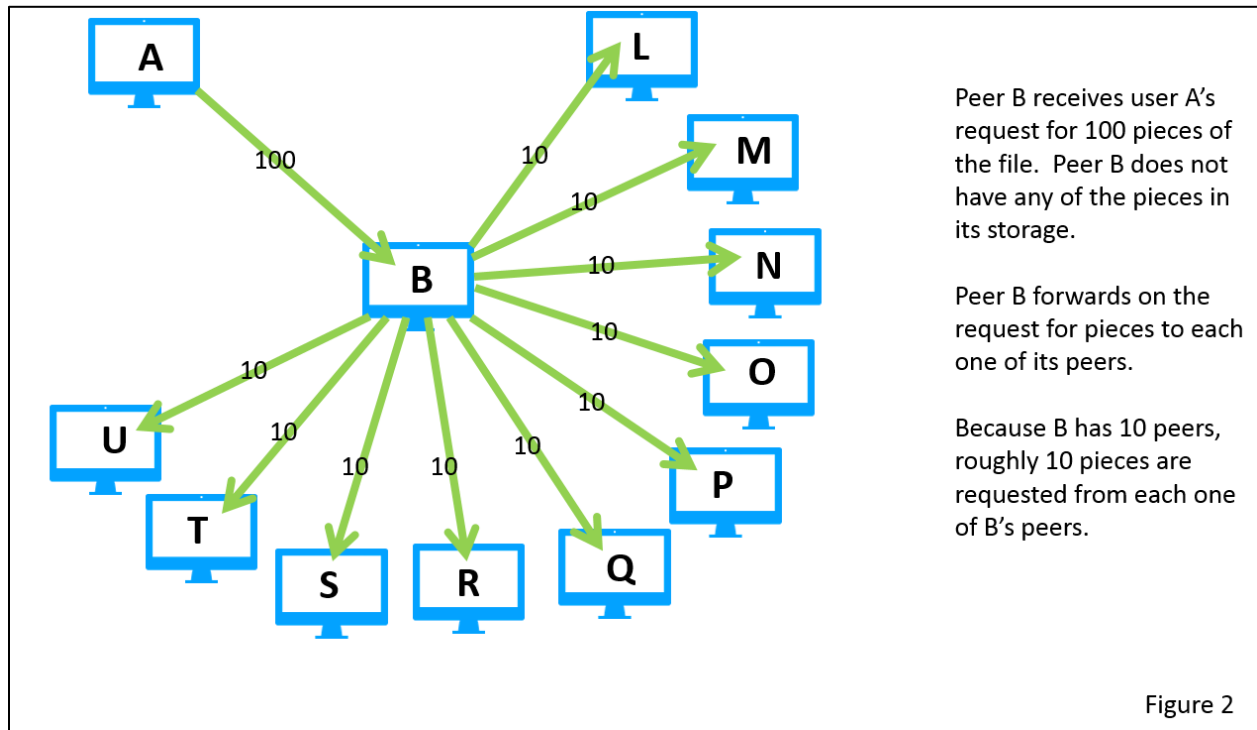 A
L
Peer B receives user A's
request for 100 pieces of
the file.  Peer B does not
have any of the pieces in
its storage.
Peer B forwards on the
request for pieces to each
one of its peers.
Because B has 10 peers,
roughly 10 pieces are
requested from each one
of B's peers.
100
10
M
10
N
10
B
10
O
10
P
10
U
10
T
10
S
10
R
10
Q
10
Figure 2